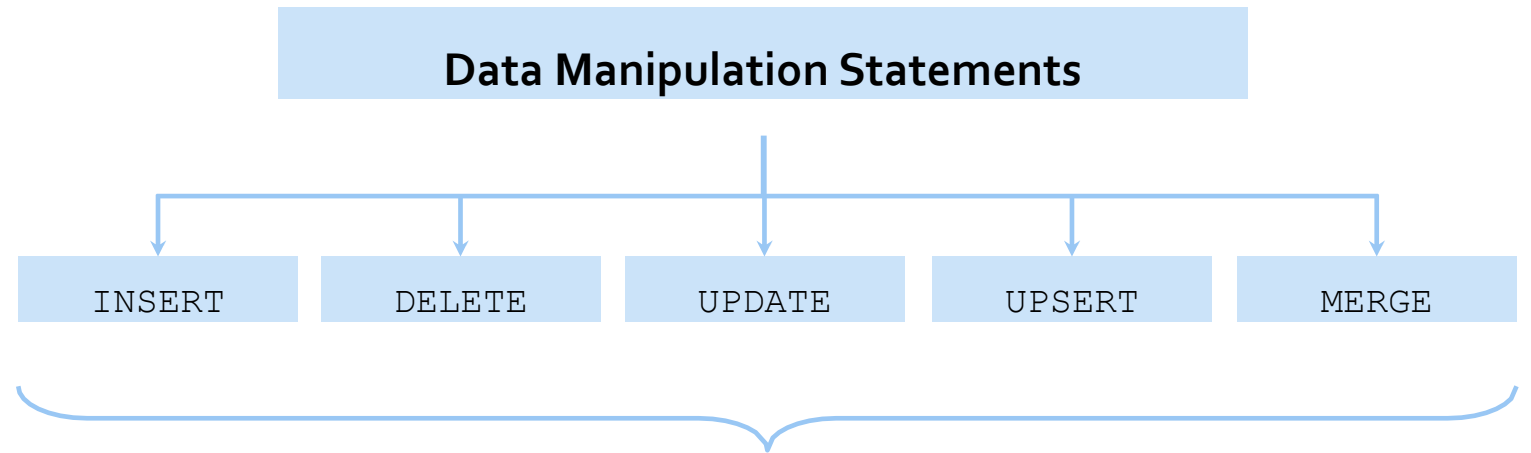 Data Manipulation Statements
INSERT
DELETE
UPDATE
UPSERT
MERGE